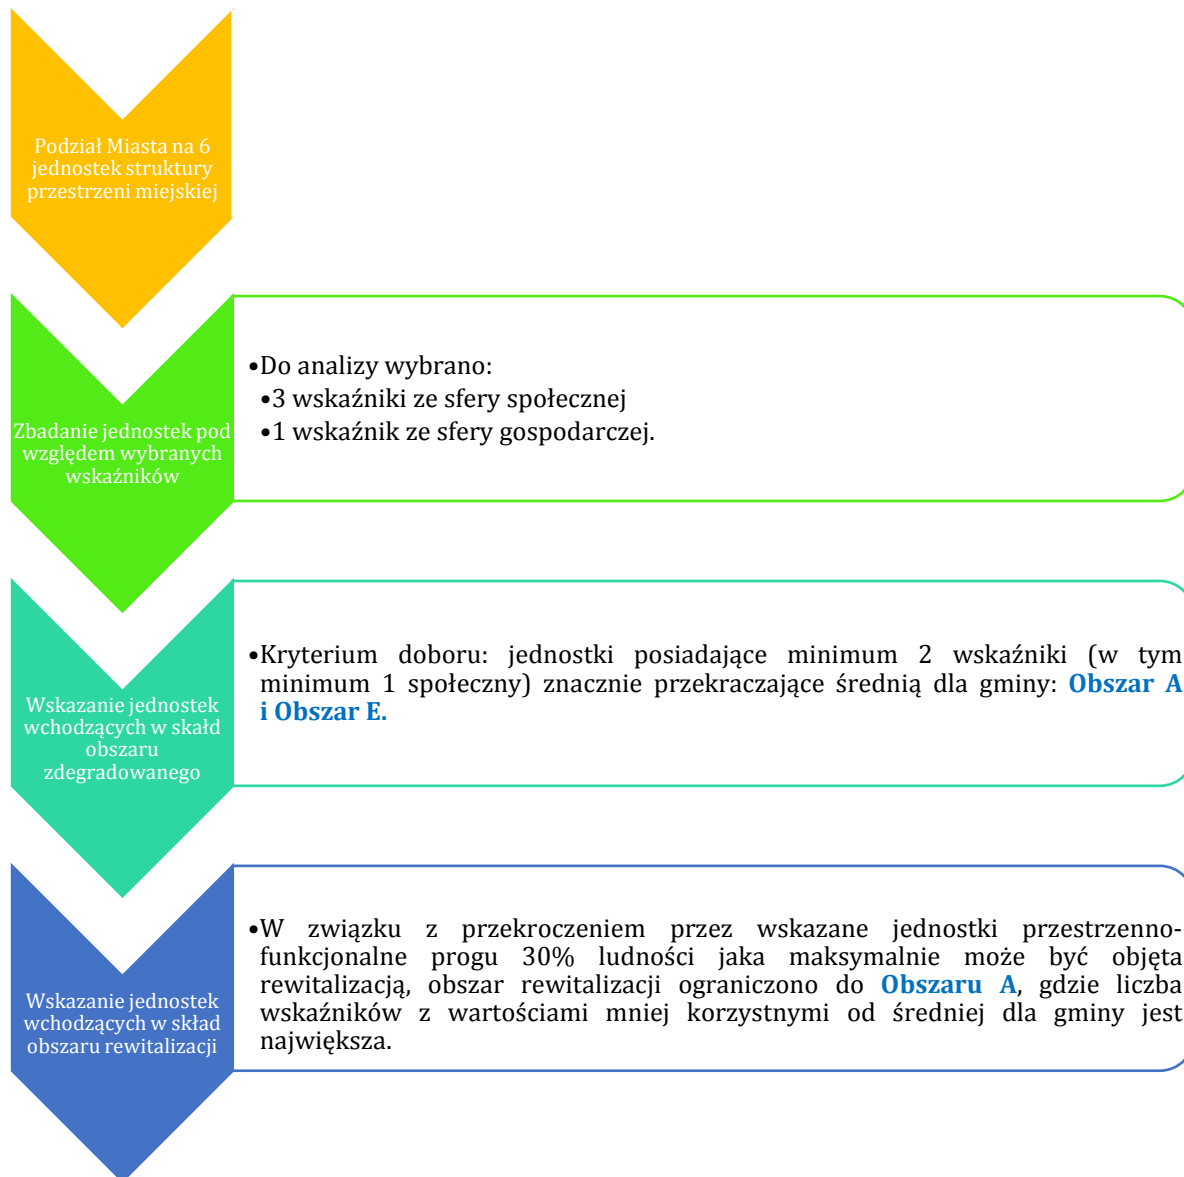 Podział Miasta na 6
jednostek struktury
przestrzeni miejskiej
Zbadanie jednostek pod
względem wybranych
wskaźników
•Do analizy wybrano:
•3 wskaźniki ze sfery społecznej
•1 wskaźnik ze sfery gospodarczej.
Wskazanie jednostek
wchodzących w skałd
obszaru
zdegradowanego
•Kryterium doboru: jednostki posiadające minimum 2 wskaźniki (w tym
minimum 1 społeczny) znacznie przekraczające średnią dla gminy: Obszar A
i Obszar E.
Wskazanie jednostek
wchodzących w skład
obszaru rewitalizacji
•W związku z przekroczeniem przez wskazane jednostki przestrzenno-
funkcjonalne progu 30% ludności jaka maksymalnie może być objęta
rewitalizacją, obszar rewitalizacji ograniczono do Obszaru A, gdzie liczba
wskaźników z wartościami mniej korzystnymi od średniej dla gminy jest
największa.